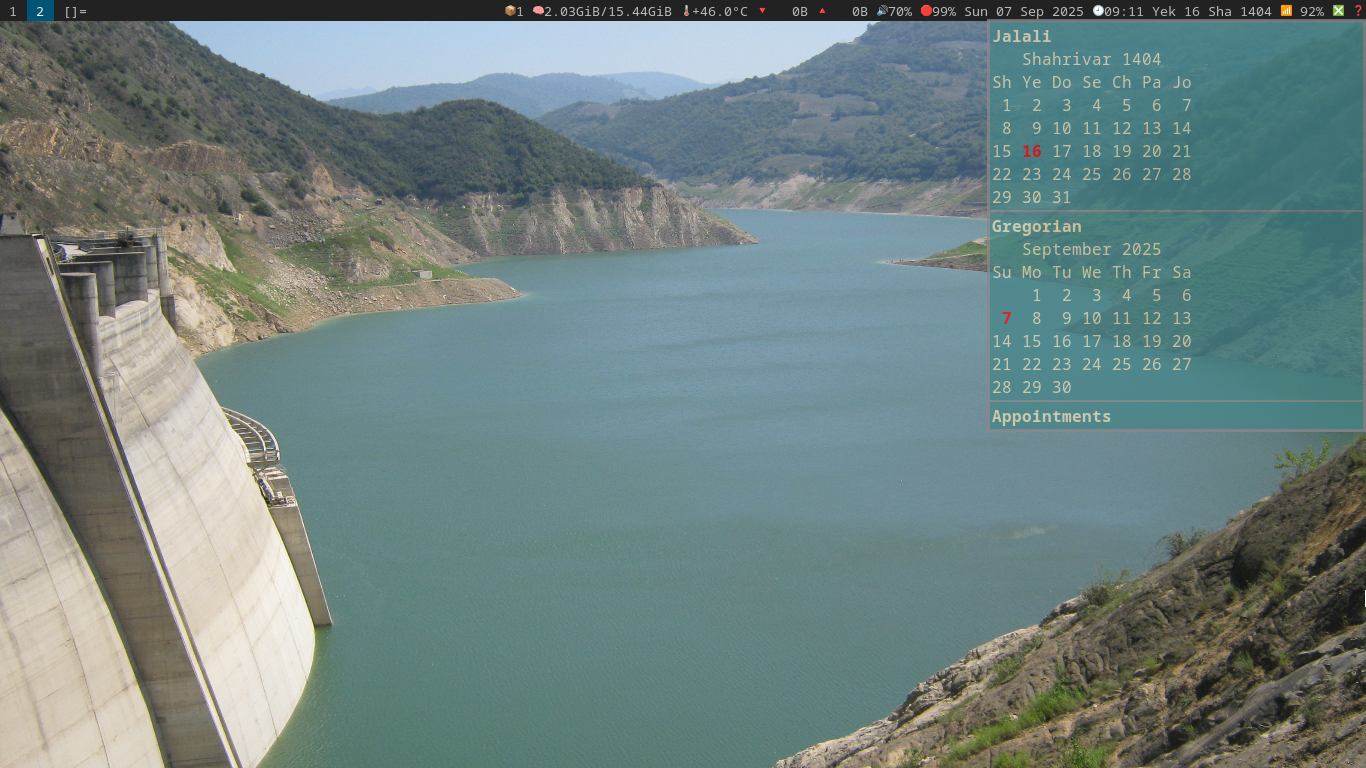 1 2 []= 📦1 🧠2.03GiB/15.44GiB 🌡+46.0°C 🔻 0B 🔺 0B 🔊70% 🛑99% Sun 07 Sep 2025 🕘09:11 Yek 16 Sha 1404 📶 92% ❎ ❓
Jalali
Shahrivar 1404
Sh Ye Do Se Ch Pa Jo
1 2 3 4 5 6 7
8 9 10 11 12 13 14
15 16 17 18 19 20 21
22 23 24 25 26 27 28
29 30 31
Gregorian
September 2025
Su Mo Tu We Th Fr Sa
1 2 3 4 5 6
7 8 9 10 11 12 13
14 15 16 17 18 19 20
21 22 23 24 25 26 27
28 29 30
Appointments